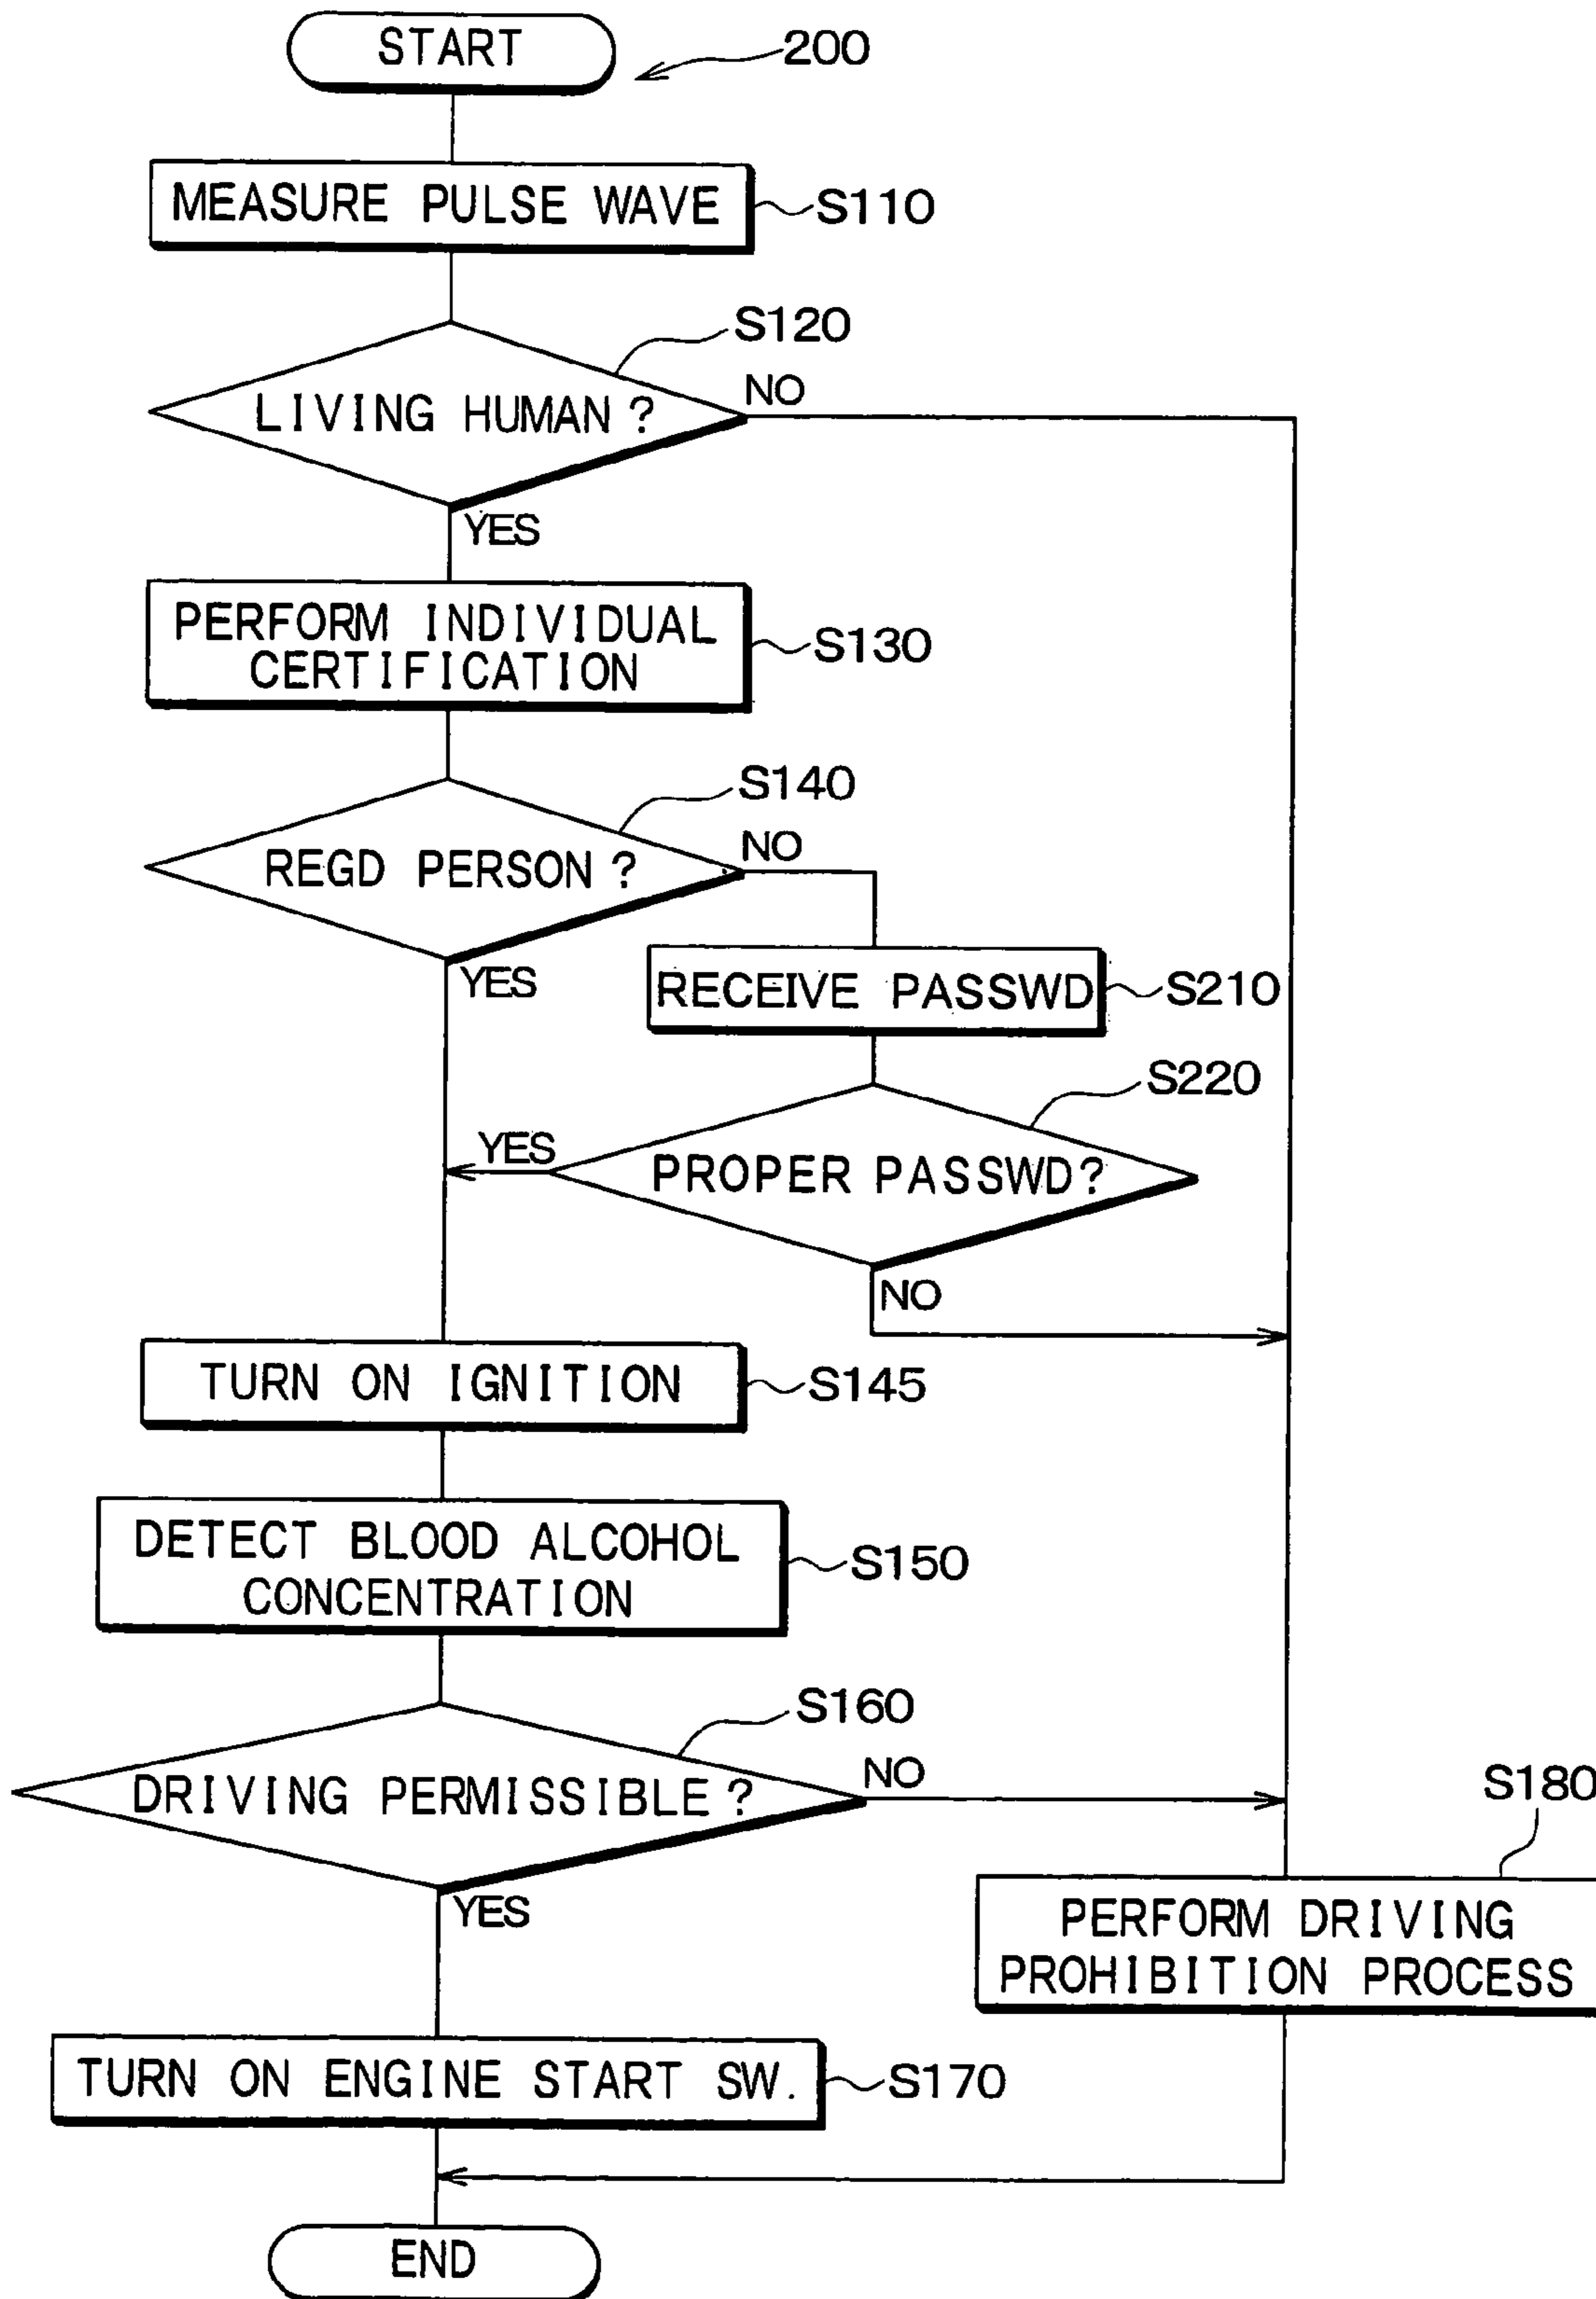 START
200
MEASURE PULSE WAVE
S110
S120
LIVING HUMAN ?
NO
YES
PERFORM INDIVIDUAL
CERTIFICATION
S130
S140
REGD PERSON ?
NO
YES
RECEIVE PASSWD
S210
S220
YES
PROPER PASSWD ?
NO
TURN ON IGNITION
S145
DETECT BLOOD ALCOHOL
CONCENTRATION
S150
S160
DRIVING PERMISSIBLE ?
NO
YES
S180
PERFORM DRIVING
PROHIBITION PROCESS
TURN ON ENGINE START SW.
S170
END